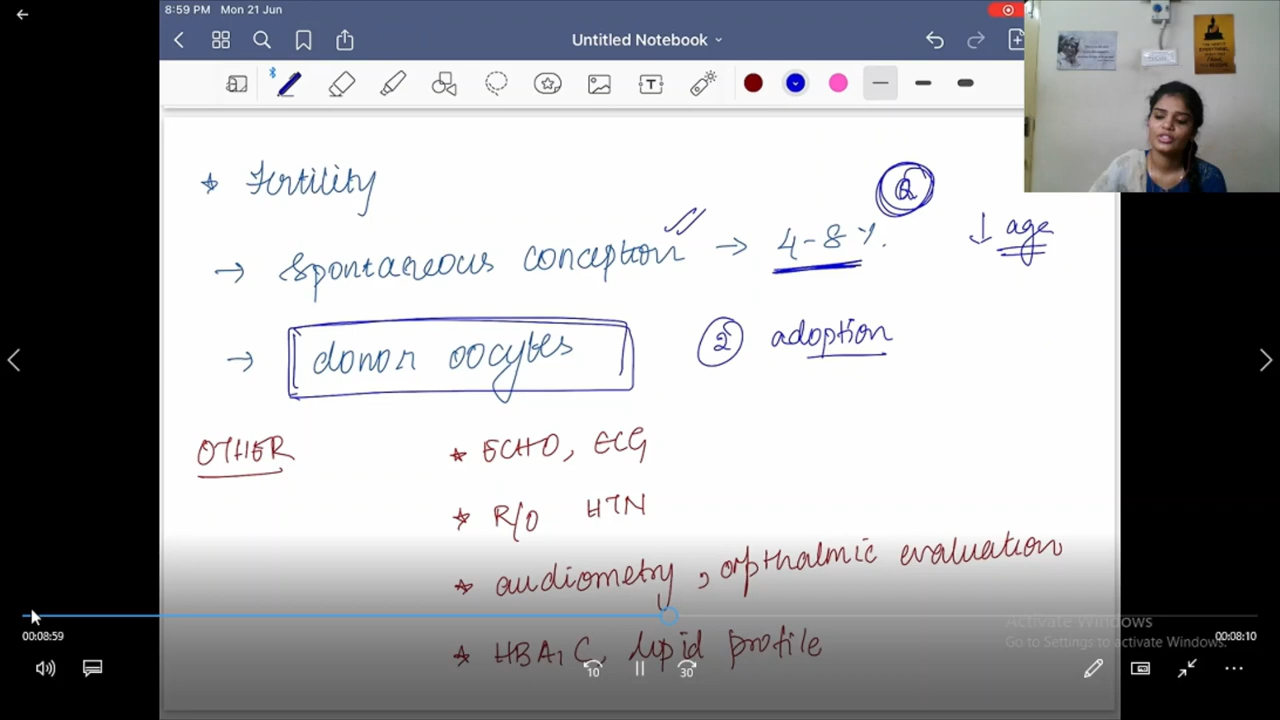 8:59 PM Mon 21 Jun
Untitled Notebook
T
* Fertility
→ spontaneous conception → 4-8 %.
↓ age
→ donor oocytes
2 adoption
OTHER
* ECHO, ECG
* R/O HTN
* audiometry, orpthalmic evaluation
* HBA1C, lipid profile
Activate Windows
Go to Settings to activate Windows.
00:08:59
00:08:10
10
30